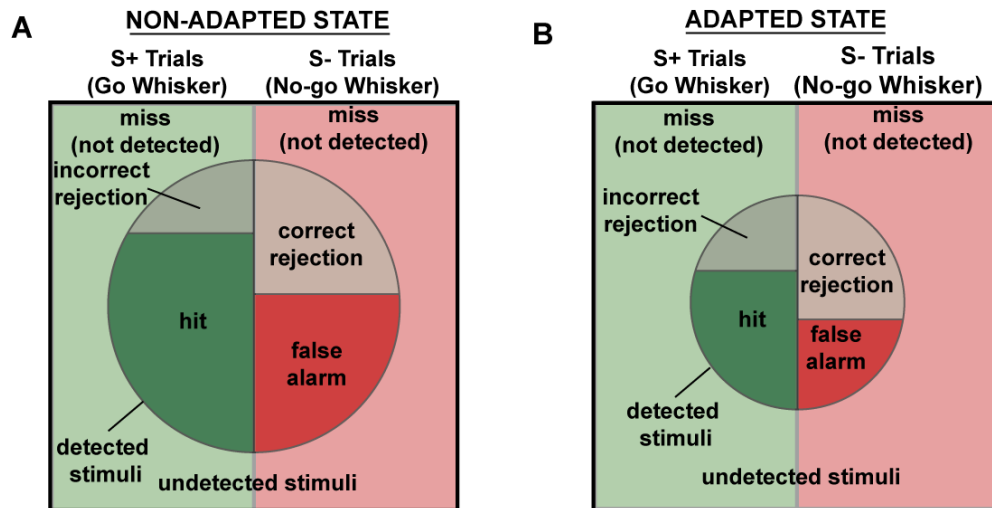 A
NON-ADAPTED STATE
S+ Trials
(Go Whisker)
S- Trials
(No-go Whisker)
miss
(not detected)
miss
(not detected)
incorrect
rejection
correct
rejection
hit
false
alarm
detected
stimuli
undetected stimuli
B
ADAPTED STATE
S+ Trials
(Go Whisker)
S- Trials
(No-go Whisker)
miss
(not detected)
miss
(not detected)
incorrect
rejection
correct
rejection
hit
false
alarm
detected
stimuli
undetected stimuli